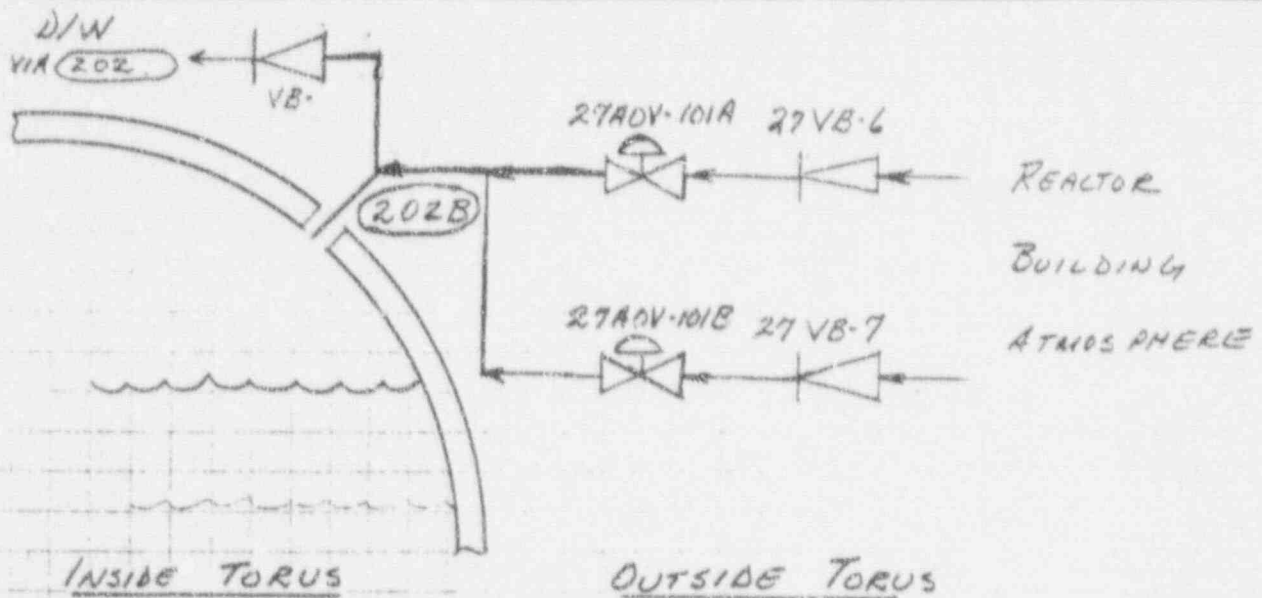 D/W
VIA 202
VB-
27AOV-101A 27VB-6
REACTOR
202B
BUILDING
27AOV-101B 27VB-7
ATMOSPHERE
INSIDE TORUS OUTSIDE TORUS